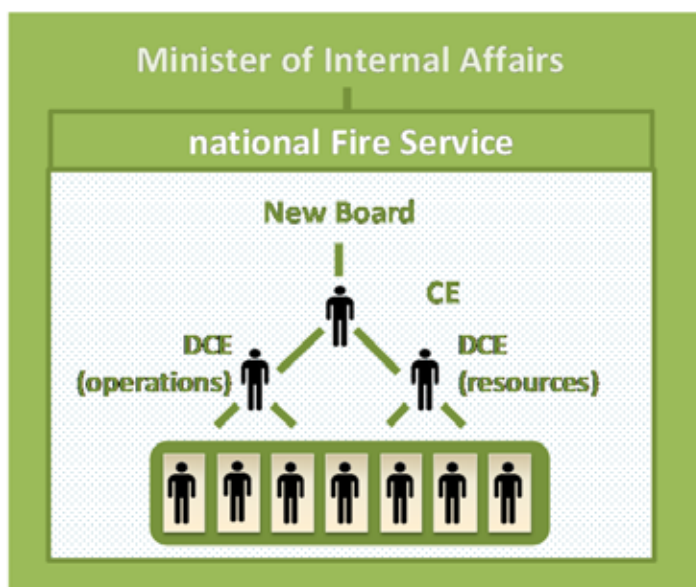 Minister of Internal Affairs
national Fire Service
New Board
CE
DCE
(operations)
DCE
(resources)